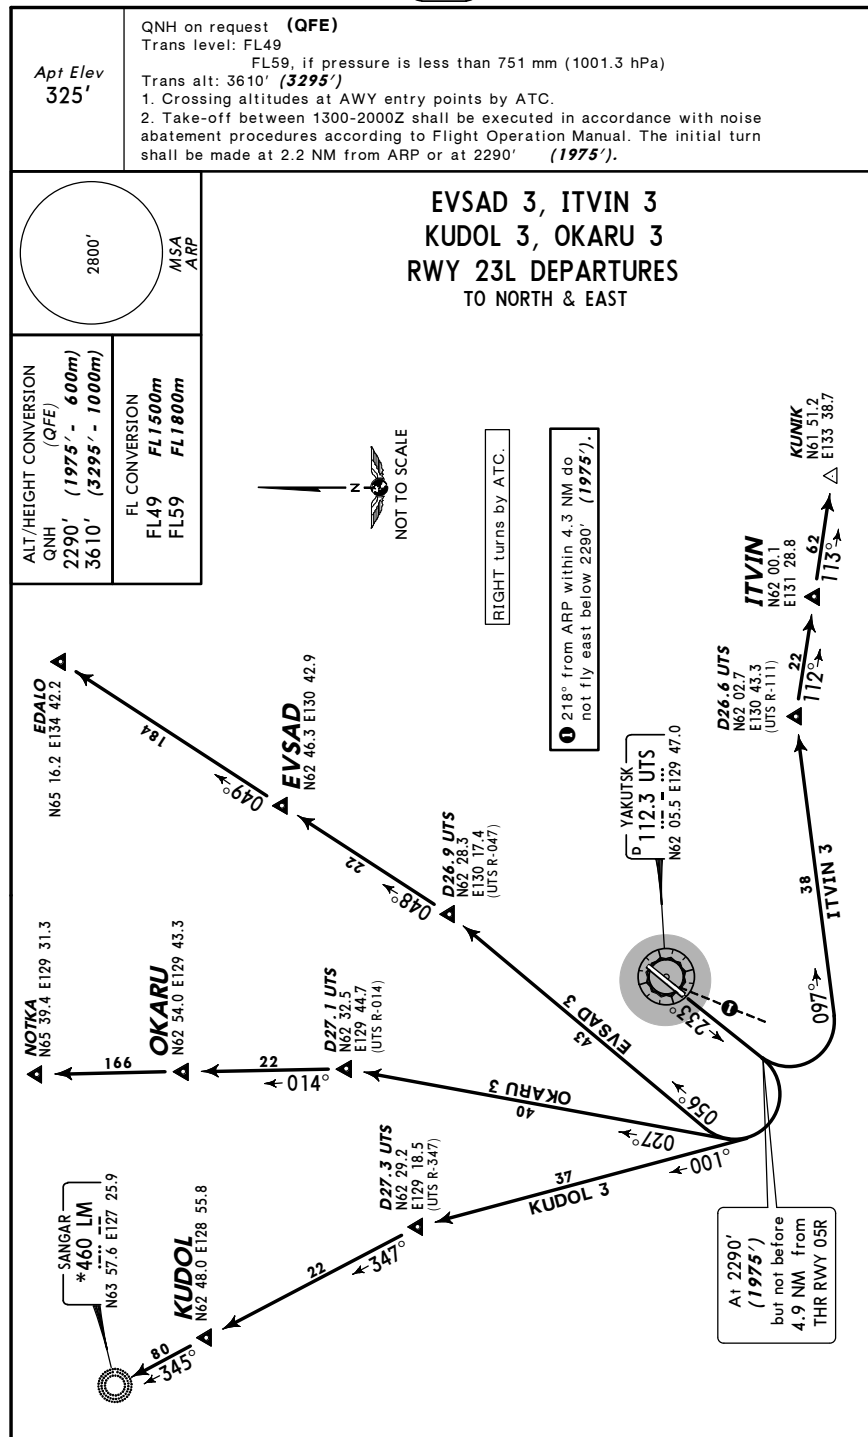 Apt Elev
325'
QNH on request (QFE)
Trans level: FL49
FL59, if pressure is less than 751 mm (1001.3 hPa)
Trans alt: 3610' (3295')
1. Crossing altitudes at AWY entry points by ATC.
2. Take-off between 1300-2000Z shall be executed in accordance with noise
abatement procedures according to Flight Operation Manual. The initial turn
shall be made at 2.2 NM from ARP or at 2290' (1975').
2800'
MSA
ARP
EVSAD 3, ITVIN 3
KUDOL 3, OKARU 3
RWY 23L DEPARTURES
TO NORTH & EAST
ALT/HEIGHT CONVERSION
QNH (QFE)
2290' (1975' - 600m)
3610' (3295' - 1000m)
FL CONVERSION
FL49 FL1500m
FL59 FL1800m
N
NOT TO SCALE
RIGHT turns by ATC.
1 218° from ARP within 4.3 NM do
not fly east below 2290' (1975').
KUNIK
N61 51.2
E133 38.7
62
113°
ITVIN
N62 00.1
E131 28.8
22
112°
D26.6 UTS
N62 02.7
E130 43.3
(UTS R-111)
38
ITVIN 3
097°
EDALO
N65 16.2 E134 42.2
184
049°
EVSAD
N62 46.3 E130 42.9
22
048°
D26.9 UTS
N62 28.3
E130 17.4
(UTS R-047)
EVSAD 3
43
056°
YAKUTSK
D 112.3 UTS
N62 05.5 E129 47.0
233°
1
NOTKA
N65 39.4 E129 31.3
166
OKARU
N62 54.0 E129 43.3
22
014°
D27.1 UTS
N62 32.5
E129 44.7
(UTS R-014)
OKARU 3
40
027°
SANGAR
*460 LM
N63 57.6 E127 25.9
80
345°
KUDOL
N62 48.0 E128 55.8
22
347°
D27.3 UTS
N62 29.2
E129 18.5
(UTS R-347)
37
KUDOL 3
001°
At 2290'
(1975')
but not before
4.9 NM from
THR RWY 05R